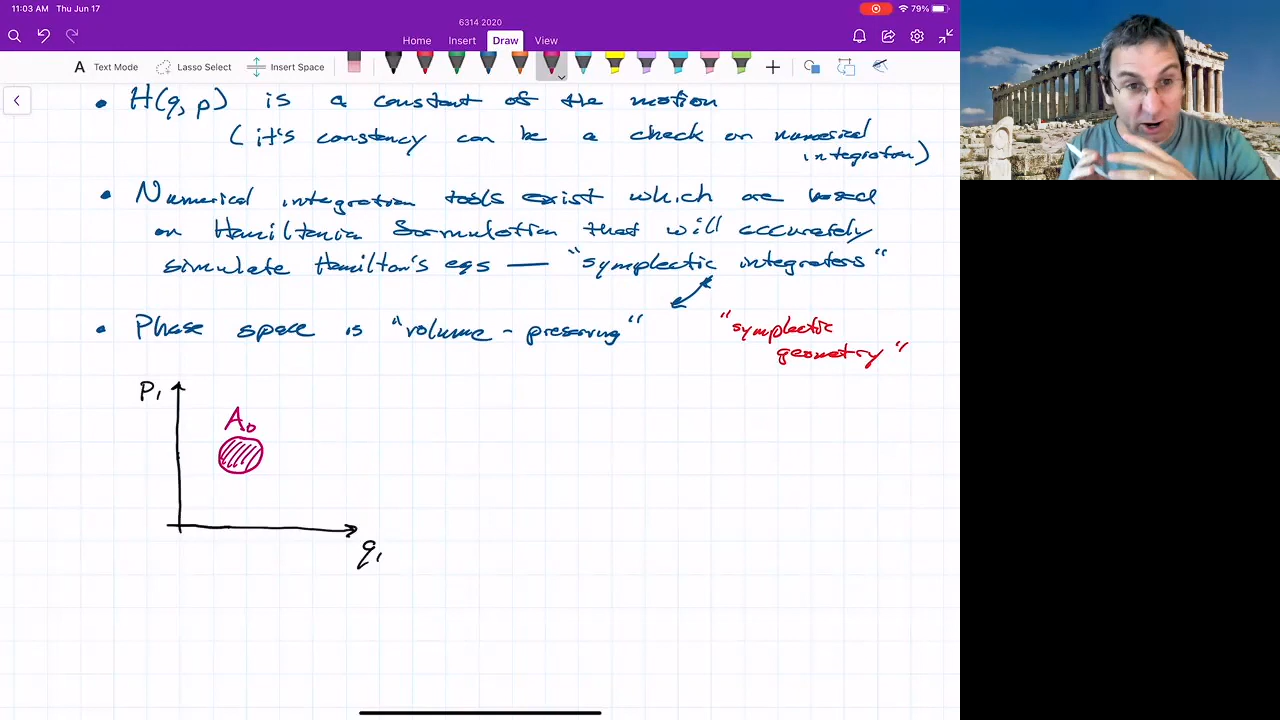 11:03 AM Thu Jun 17
79%
6314 2020
Home Insert Draw View
A Text Mode Lasso Select Insert Space
• H(q, p) is a constant of the motion
(it's constancy can be a check on numerical
integration)
• Numerical integration tools exist which are based
on Hamiltonia formulation that will accurately
simulate Hamilton's eqs — "symplectic integrators"
• Phase space is "volume-preserving"
"symplectic
geometry"
P₁
A₀
q₁